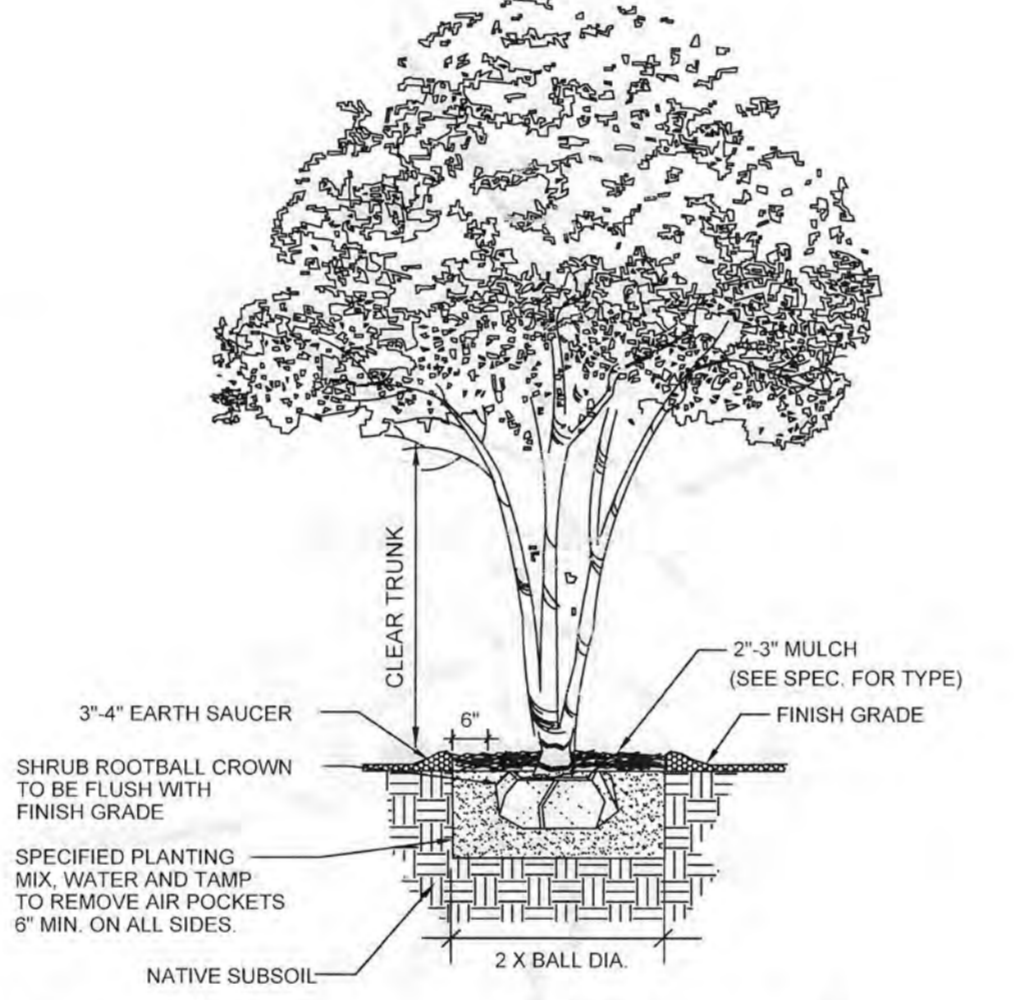 CLEAR TRUNK
2"-3" MULCH
(SEE SPEC. FOR TYPE)
3"-4" EARTH SAUCER
6"
FINISH GRADE
SHRUB ROOTBALL CROWN
TO BE FLUSH WITH
FINISH GRADE
SPECIFIED PLANTING
MIX, WATER AND TAMP
TO REMOVE AIR POCKETS
6" MIN. ON ALL SIDES.
2 X BALL DIA.
NATIVE SUBSOIL